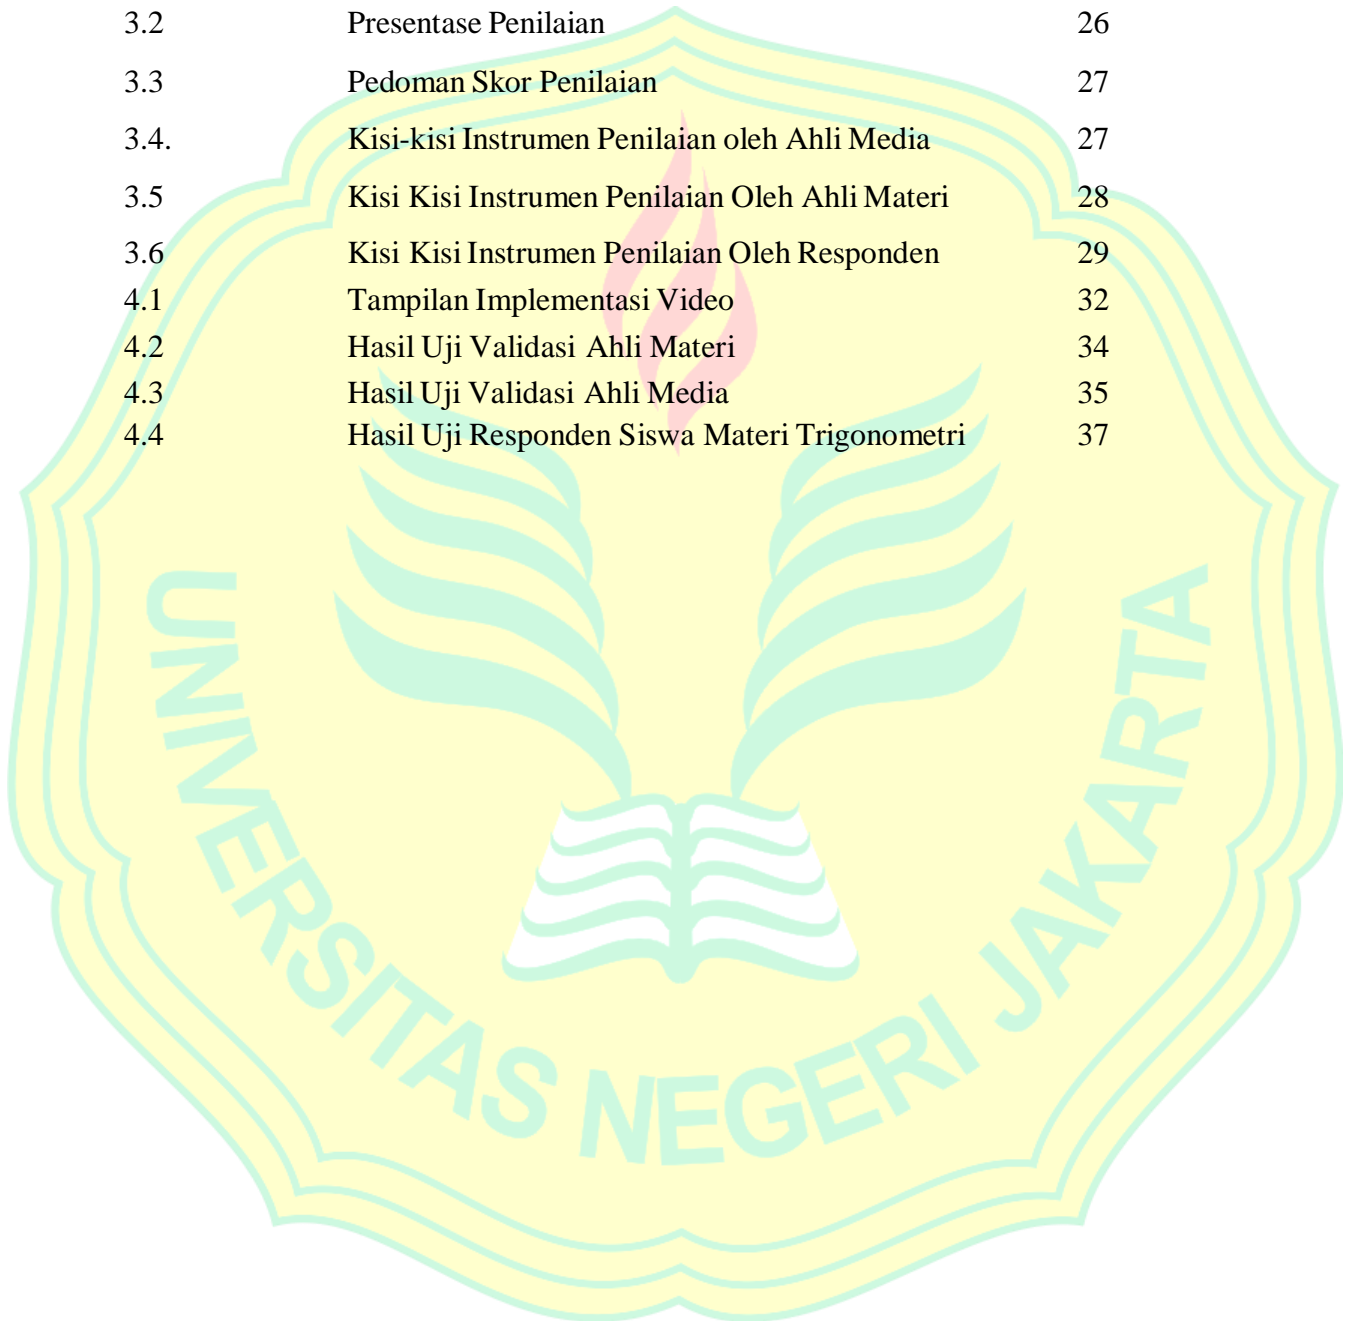 3.2 Presentase Penilaian 26
3.3 Pedoman Skor Penilaian 27
3.4. Kisi-kisi Instrumen Penilaian oleh Ahli Media 27
3.5 Kisi Kisi Instrumen Penilaian Oleh Ahli Materi 28
3.6 Kisi Kisi Instrumen Penilaian Oleh Responden 29
4.1 Tampilan Implementasi Video 32
4.2 Hasil Uji Validasi Ahli Materi 34
4.3 Hasil Uji Validasi Ahli Media 35
4.4 Hasil Uji Responden Siswa Materi Trigonometri 37
UNIVERSITAS NEGERI JAKARTA